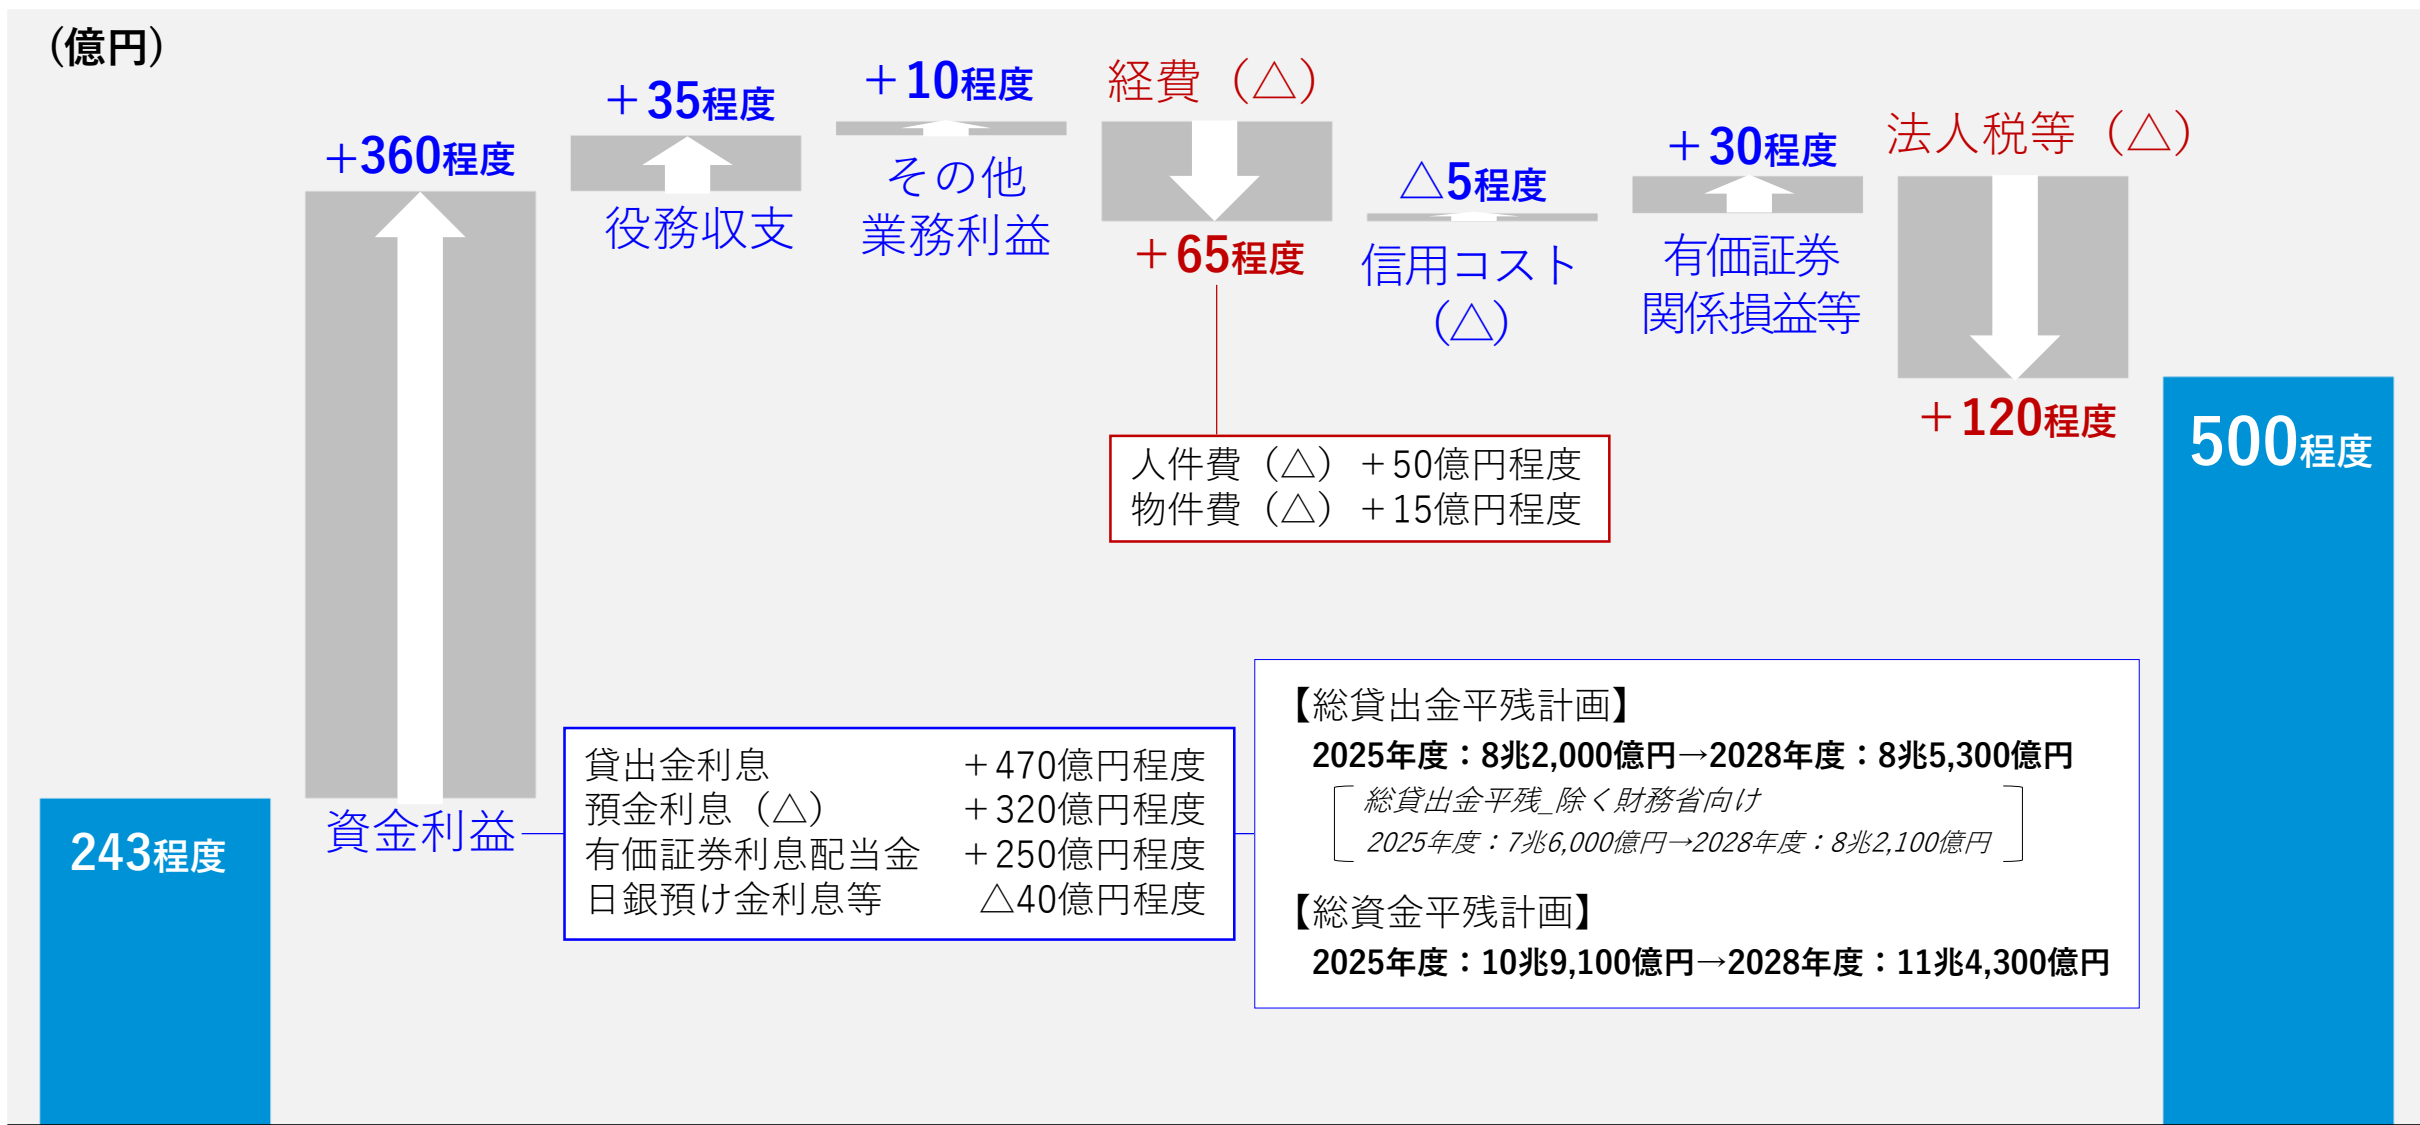 (億円)
243程度
+360程度
資金利益
+35程度
役務収支
+10程度
その他
業務利益
経費（△）
+65程度
人件費（△）+50億円程度
物件費（△）+15億円程度
△5程度
信用コスト
（△）
+30程度
有価証券
関係損益等
法人税等（△）
+120程度
500程度
貸出金利息 +470億円程度
預金利息（△） +320億円程度
有価証券利息配当金 +250億円程度
日銀預け金利息等 △40億円程度
【総貸出金平残計画】
2025年度：8兆2,000億円→2028年度：8兆5,300億円
総貸出金平残_除く財務省向け
2025年度：7兆6,000億円→2028年度：8兆2,100億円
【総資金平残計画】
2025年度：10兆9,100億円→2028年度：11兆4,300億円